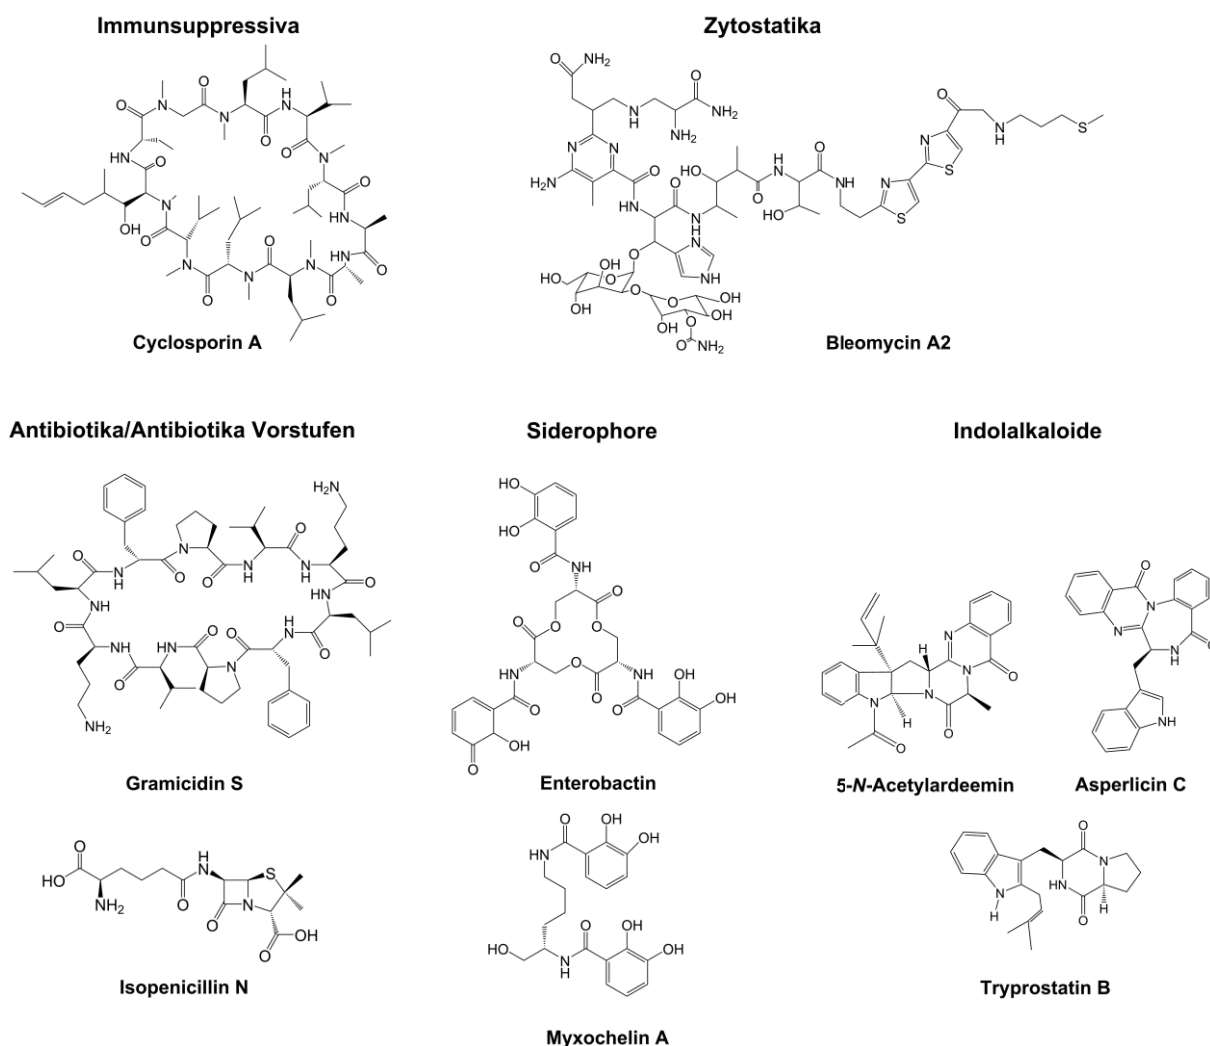 Immunsuppressiva
Zytostatika
Cyclosporin A
Bleomycin A2
Antibiotika/Antibiotika Vorstufen
Siderophore
Indolalkaloide
Gramicidin S
Enterobactin
5-N-Acetylardeemin
Asperlicin C
Isopenicillin N
Tryprostatin B
Myxochelin A